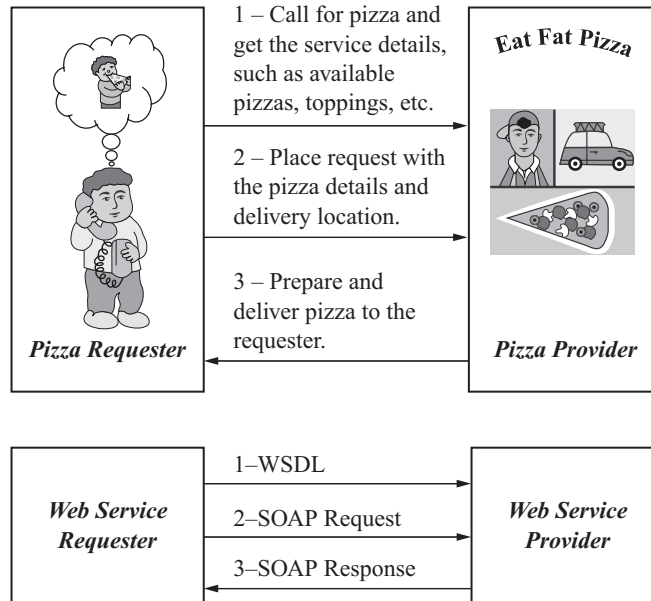 1 – Call for pizza and
get the service details,
such as available
pizzas, toppings, etc.
Eat Fat Pizza
2 – Place request with
the pizza details and
delivery location.
3 – Prepare and
deliver pizza to the
requester.
Pizza Requester
Pizza Provider
1–WSDL
Web Service
Requester
2–SOAP Request
Web Service
Provider
3–SOAP Response